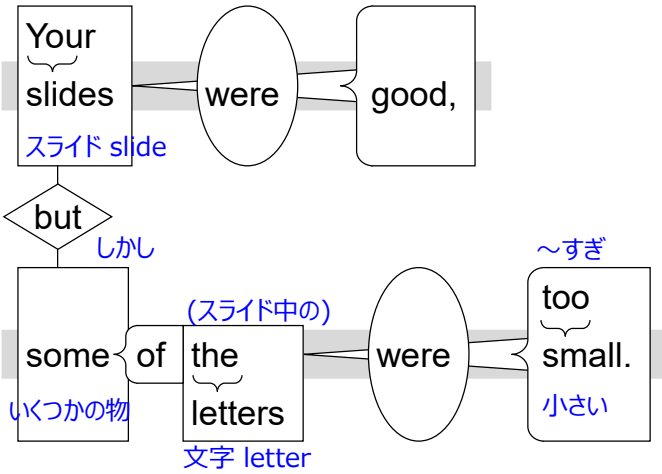 Your
slides were good,
スライド slide
but
しかし
～すぎ
too
(スライド中の)
some of the were small.
いくつかの物 letters 小さい
文字 letter